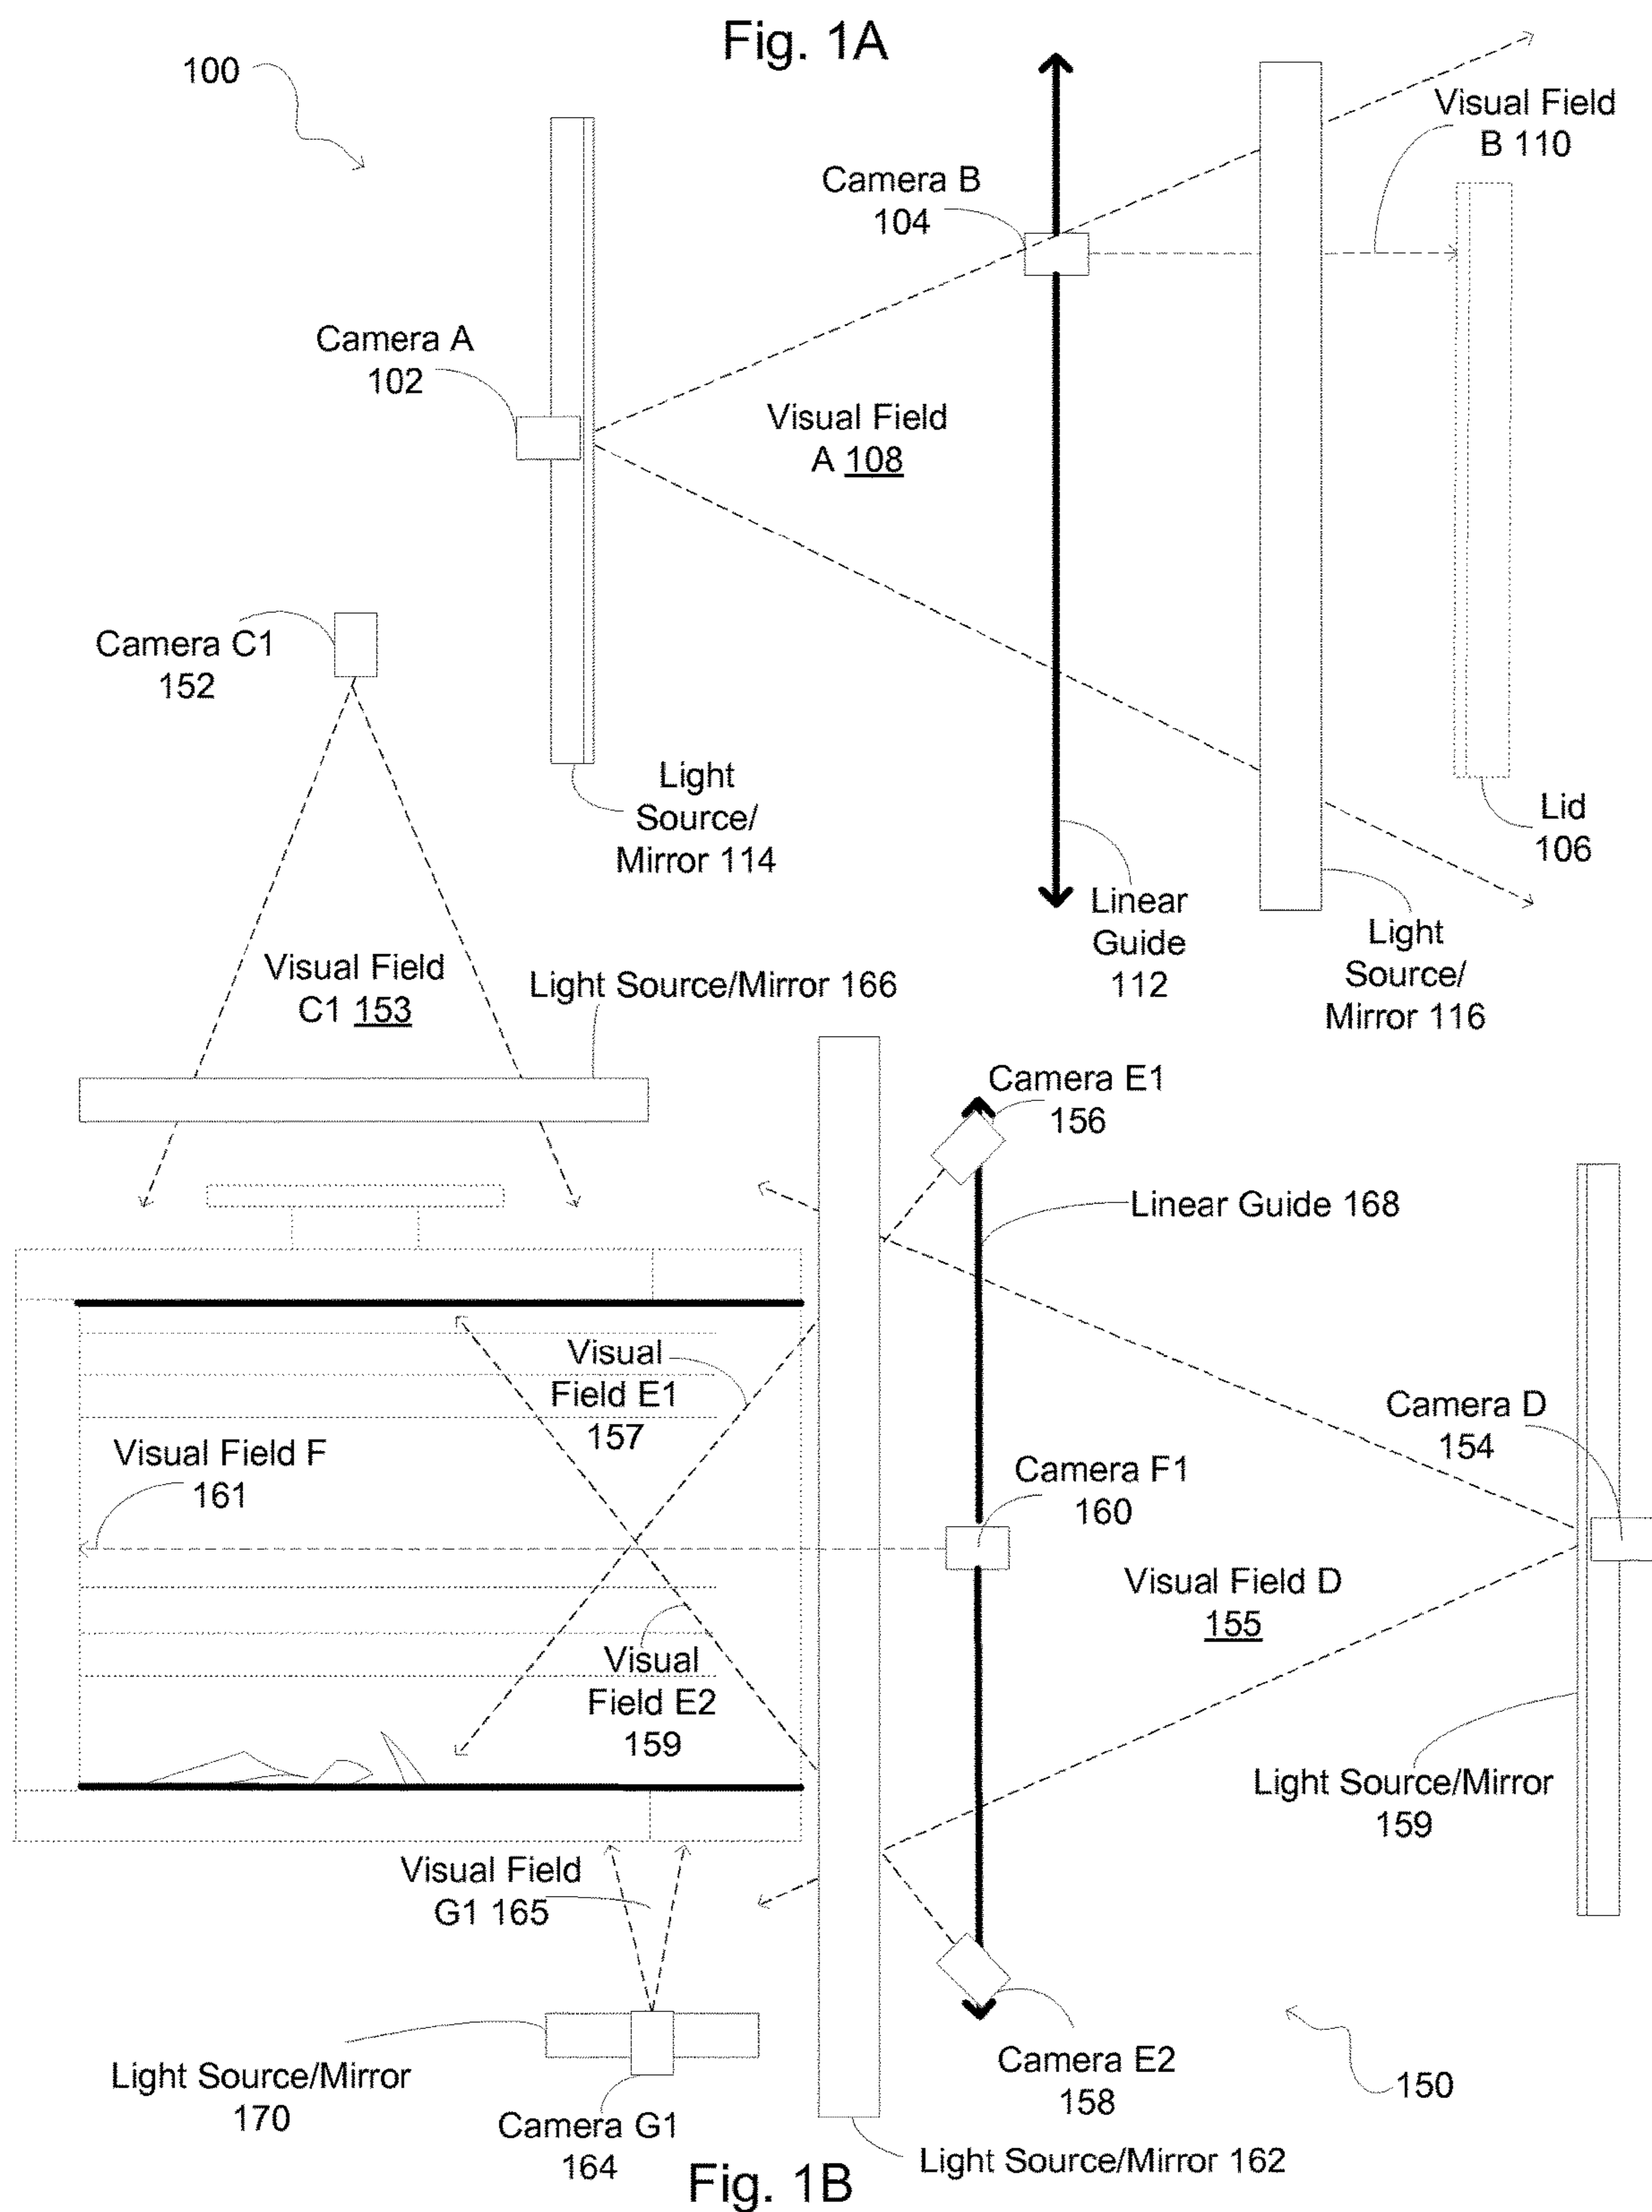 Fig. 1A
100
Visual Field
B 110
Camera B
104
Camera A
102
Visual Field
A 108
Camera C1
152
Light
Source/
Mirror 114
Lid
106
Linear
Guide
112
Light
Source/
Mirror 116
Visual Field
C1 153
Light Source/Mirror 166
Camera E1
156
Linear Guide 168
Visual
Field E1
157
Camera D
154
Visual Field F
161
Camera F1
160
Visual Field D
155
Visual
Field E2
159
Light Source/Mirror
159
Visual Field
G1 165
Light Source/Mirror
170
Camera G1
164
Camera E2
158
150
Light Source/Mirror 162
Fig. 1B